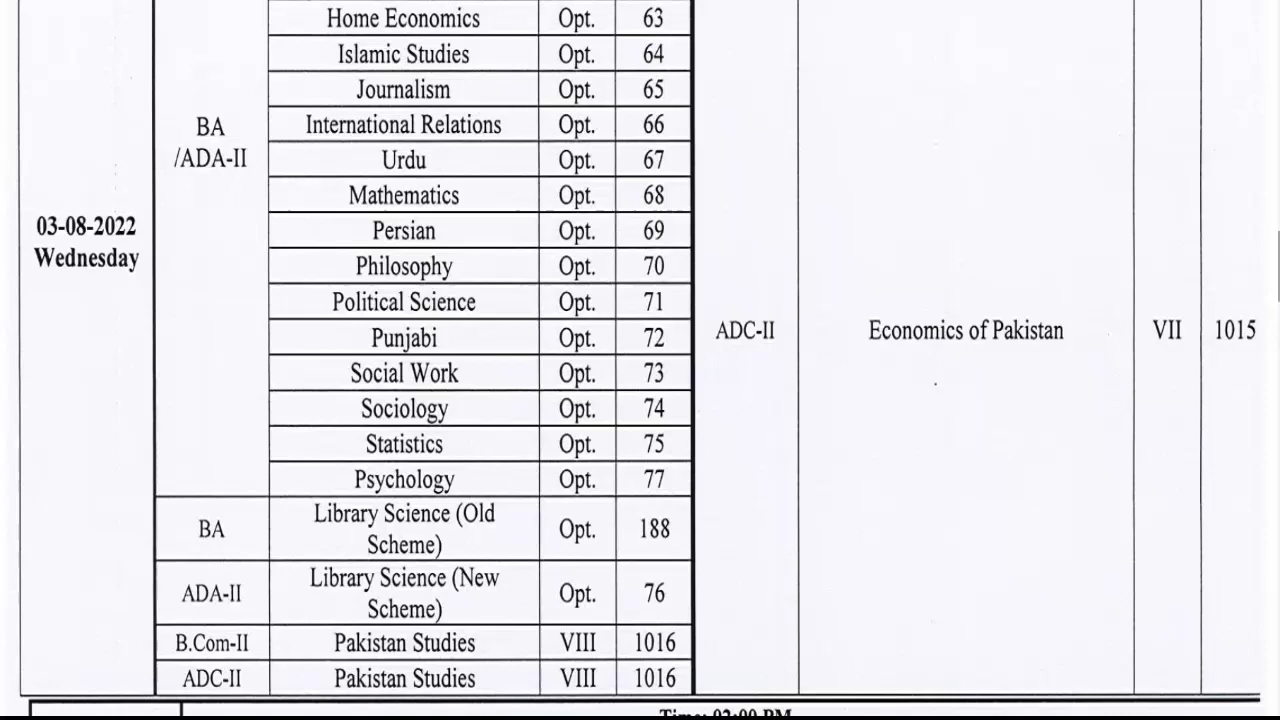 Home Economics Opt. 63
Islamic Studies Opt. 64
Journalism Opt. 65
BA International Relations Opt. 66
/ADA-II Urdu Opt. 67
Mathematics Opt. 68
03-08-2022 Persian Opt. 69
Wednesday Philosophy Opt. 70
Political Science Opt. 71
Punjabi Opt. 72 ADC-II Economics of Pakistan VII 1015
Social Work Opt. 73
Sociology Opt. 74
Statistics Opt. 75
Psychology Opt. 77
BA Library Science (Old Opt. 188
Scheme)
ADA-II Library Science (New Opt. 76
Scheme)
B.Com-II Pakistan Studies VIII 1016
ADC-II Pakistan Studies VIII 1016
Time: 02:00 PM